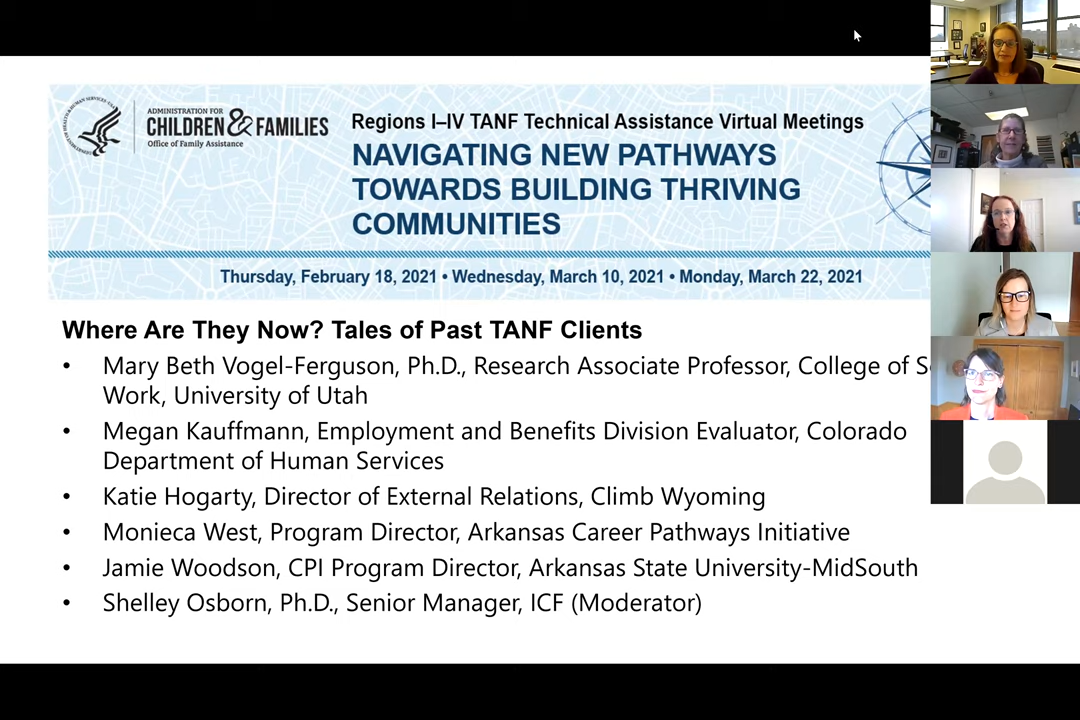 ADMINISTRATION FOR
CHILDREN & FAMILIES
Office of Family Assistance
Regions I–IV TANF Technical Assistance Virtual Meetings
NAVIGATING NEW PATHWAYS
TOWARDS BUILDING THRIVING
COMMUNITIES
Thursday, February 18, 2021 • Wednesday, March 10, 2021 • Monday, March 22, 2021
Where Are They Now? Tales of Past TANF Clients
• Mary Beth Vogel-Ferguson, Ph.D., Research Associate Professor, College of
Work, University of Utah
• Megan Kauffmann, Employment and Benefits Division Evaluator, Colorado
Department of Human Services
• Katie Hogarty, Director of External Relations, Climb Wyoming
• Monieca West, Program Director, Arkansas Career Pathways Initiative
• Jamie Woodson, CPI Program Director, Arkansas State University-MidSouth
• Shelley Osborn, Ph.D., Senior Manager, ICF (Moderator)